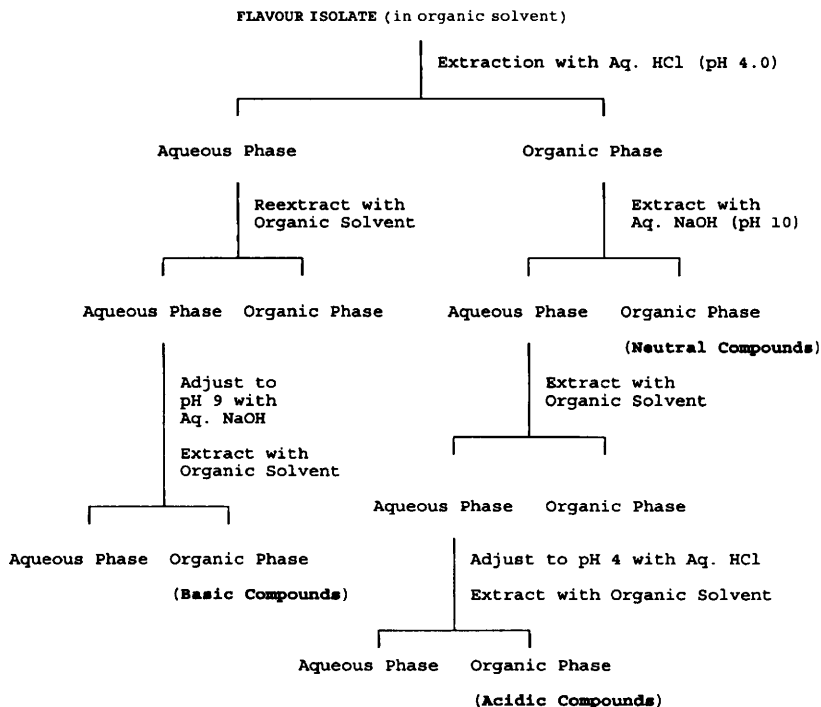 FLAVOUR ISOLATE (in organic solvent)
Extraction with Aq. HCl (pH 4.0)
Aqueous Phase
Organic Phase
Reextract with
Organic Solvent
Extract with
Aq. NaOH (pH 10)
Aqueous Phase
Organic Phase
Aqueous Phase
Organic Phase
(Neutral Compounds)
Adjust to
pH 9 with
Aq. NaOH
Extract with
Organic Solvent
Extract with
Organic Solvent
Aqueous Phase
Organic Phase
Aqueous Phase
Organic Phase
(Basic Compounds)
Adjust to pH 4 with Aq. HCl
Extract with Organic Solvent
Aqueous Phase
Organic Phase
(Acidic Compounds)